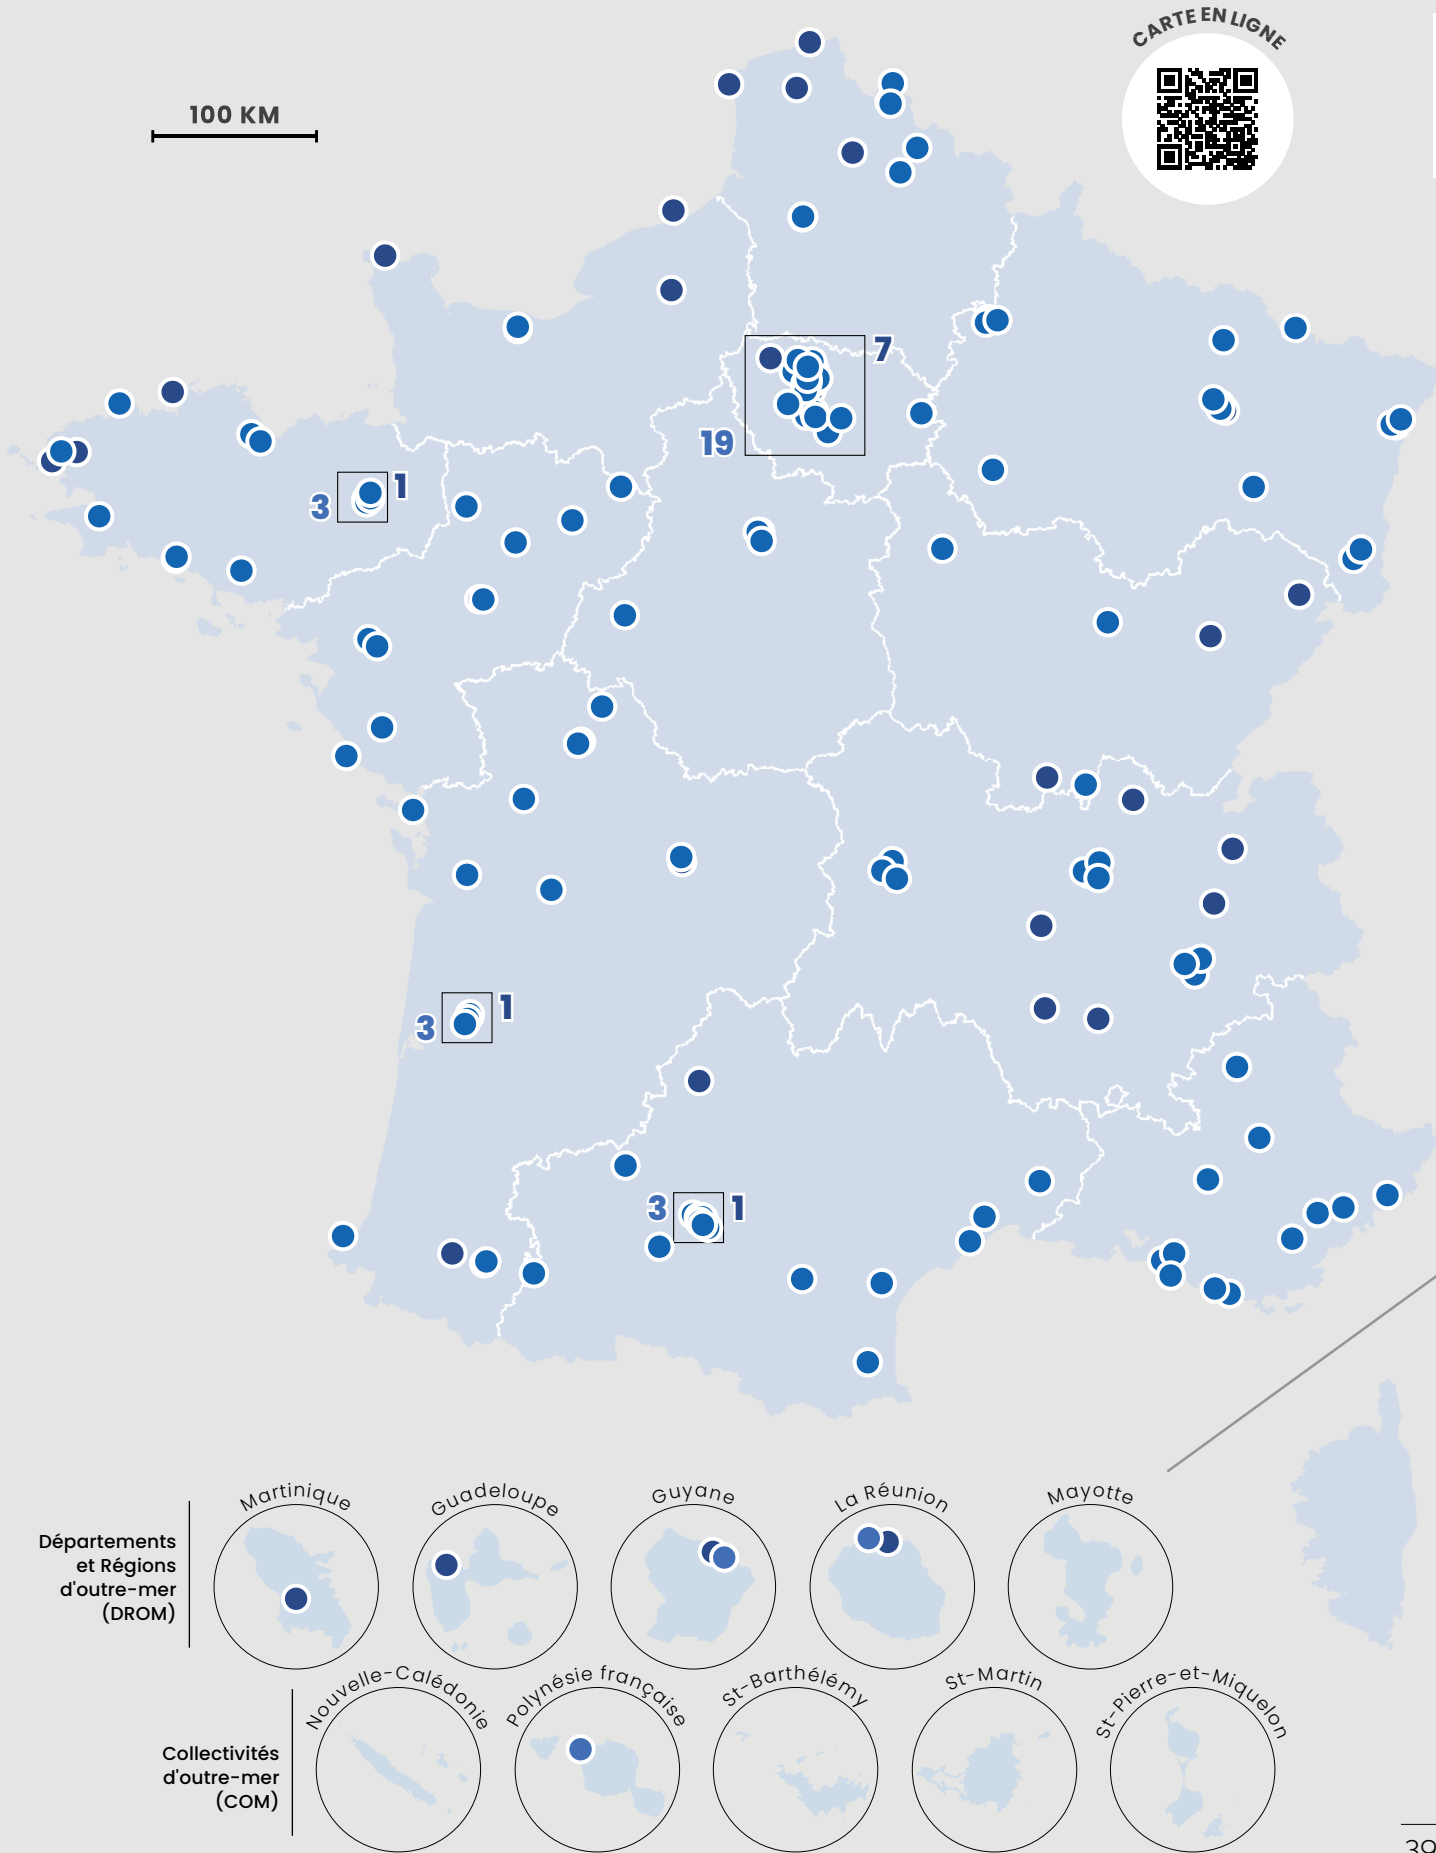 CARTE EN LIGNE
100 KM
7
19
3
1
3
1
3
1
Martinique
Guadeloupe
Guyane
La Réunion
Mayotte
Départements
et Régions
d'outre-mer
(DROM)
Nouvelle-Calédonie
Polynésie française
St-Barthélémy
St-Martin
St-Pierre-et-Miquelon
Collectivités
d'outre-mer
(COM)
39